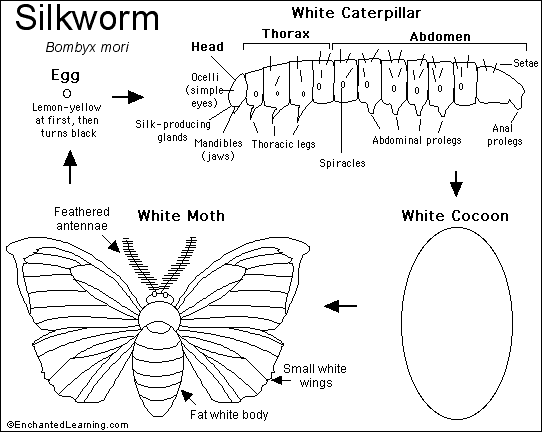 Silkworm
Bombyx mori
White Caterpillar
Thorax
Abdomen
Head
Setae
Egg
Lemon-yellow
at first, then
turns black
Ocelli
(simple
eyes)
Silk-producing
glands
Mandibles
(jaws)
Thoracic legs
Spiracles
Abdominal prolegs
Anal
prolegs
Feathered
antennae
White Moth
White Cocoon
Small white
wings
Fat white body
©EnchantedLearning.com